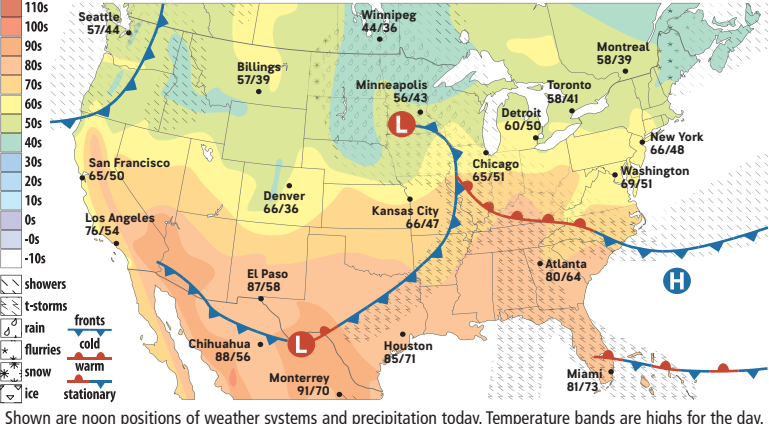 110s
100s
90s
80s
70s
60s
50s
40s
30s
20s
10s
0s
-0s
-10s
showers
t-storms
rain
flurries
snow
ice
fronts
cold
warm
stationary
Seattle
57/44
Winnipeg
44/36
Billings
57/39
Minneapolis
56/43
Montreal
58/39
Toronto
58/41
Detroit
60/50
New York
66/48
San Francisco
65/50
Denver
66/36
Chicago
65/51
Washington
69/51
Kansas City
66/47
Los Angeles
76/54
El Paso
87/58
Atlanta
80/64
Chihuahua
88/56
Houston
85/71
Monterrey
91/70
Miami
81/73
L
L
H
Shown are noon positions of weather systems and precipitation today. Temperature bands are highs for the day.